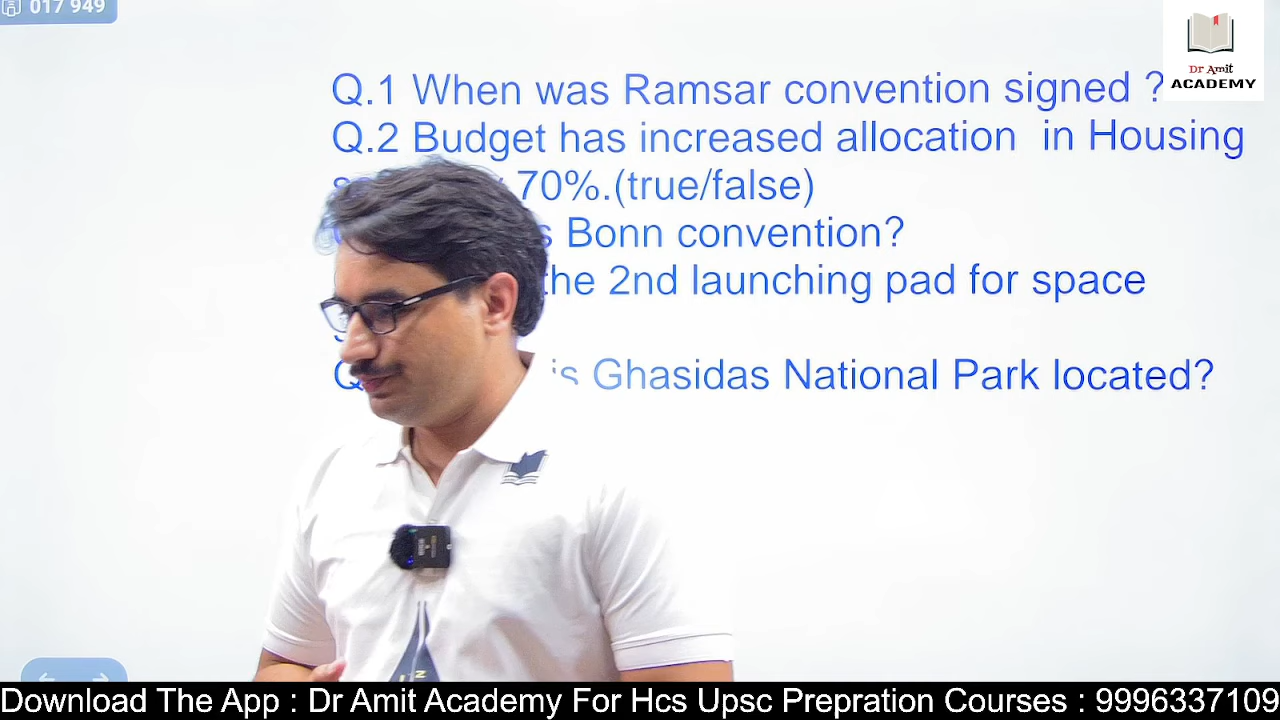 017 949
Dr Amit
ACADEMY
Q.1 When was Ramsar convention signed ?
Q.2 Budget has increased allocation in Housing
70%.(true/false)
Bonn convention?
the 2nd launching pad for space
is Ghasidas National Park located?
Download The App : Dr Amit Academy For Hcs Upsc Prepration Courses : 9996337109